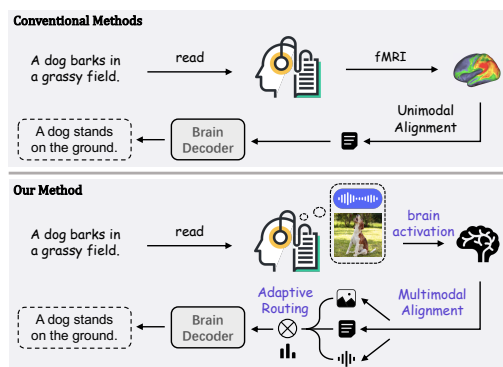 Conventional Methods
A dog barks in
a grassy field.
read
fMRI
Unimodal
Alignment
Brain
Decoder
A dog stands
on the ground.
Our Method
A dog barks in
a grassy field.
read
brain
activation
Multimodal
Alignment
Adaptive
Routing
Brain
Decoder
A dog stands
on the ground.